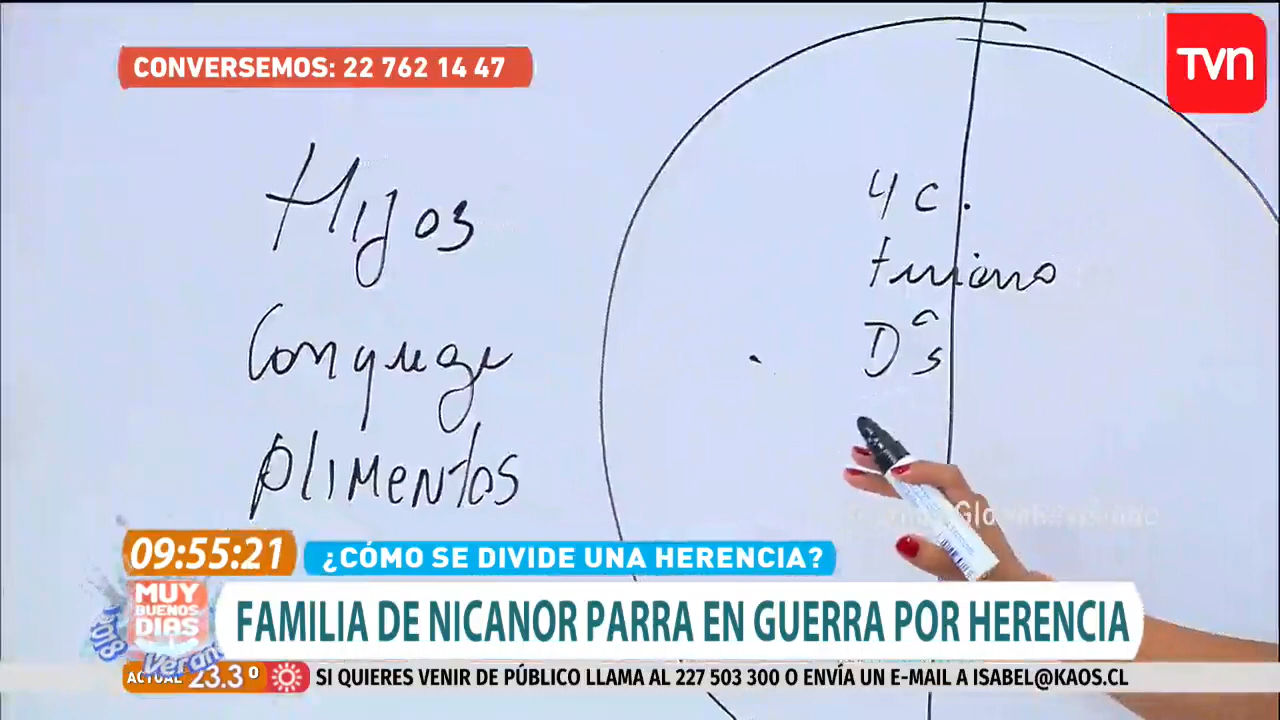 CONVERSEMOS: 22 762 14 47
TVN
Hijos
Conyuge
Alimentos
4 c.
D as
09:55:21
¿CÓMO SE DIVIDE UNA HERENCIA?
MUY
BUENOS
DIAS
2018
FAMILIA DE NICANOR PARRA EN GUERRA POR HERENCIA
ACTUAL 23.3º
SI QUIERES VENIR DE PÚBLICO LLAMA AL 227 503 300 O ENVÍA UN E-MAIL A ISABEL@KAOS.CL